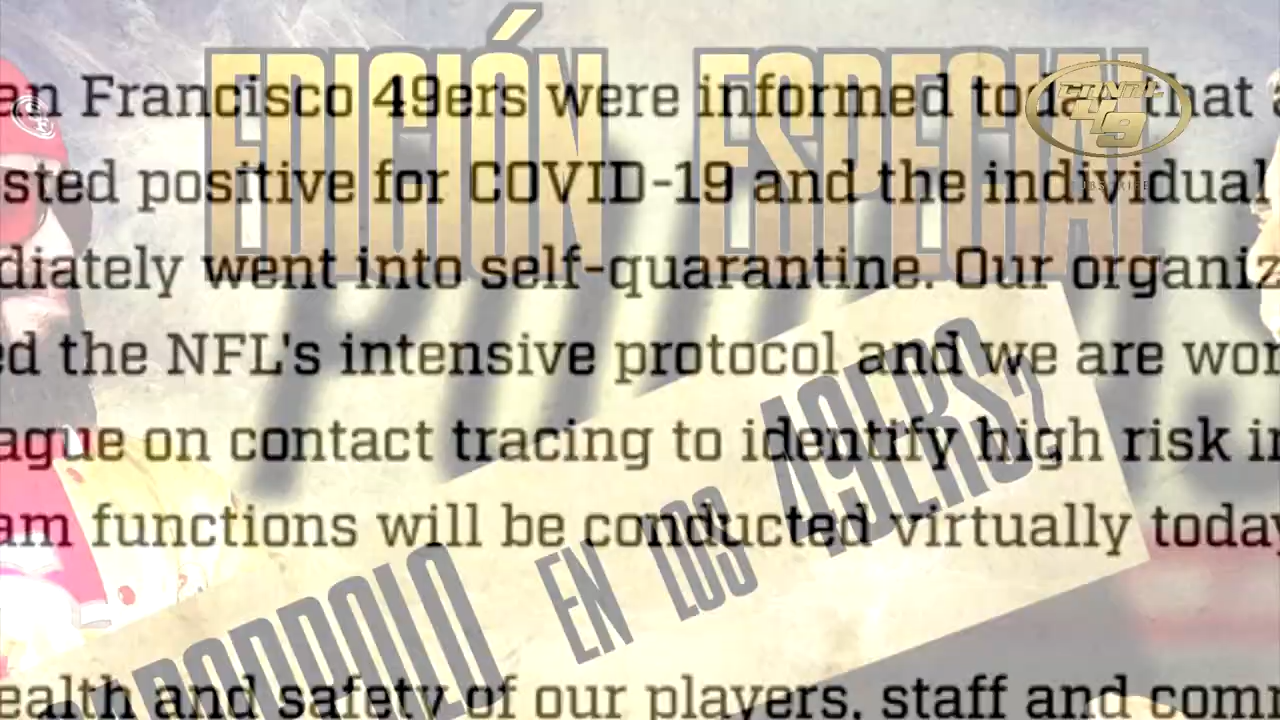 EDICIÓN ESPECIAL
an Francisco 49ers were informed today that a
sted positive for COVID-19 and the individual
diately went into self-quarantine. Our organiz
ed the NFL's intensive protocol and we are wor
ague on contact tracing to identify high risk in
am functions will be conducted virtually today
ealth and safety of our players, staff and com
EN LOS 49ERS?
SUBSCRIBE